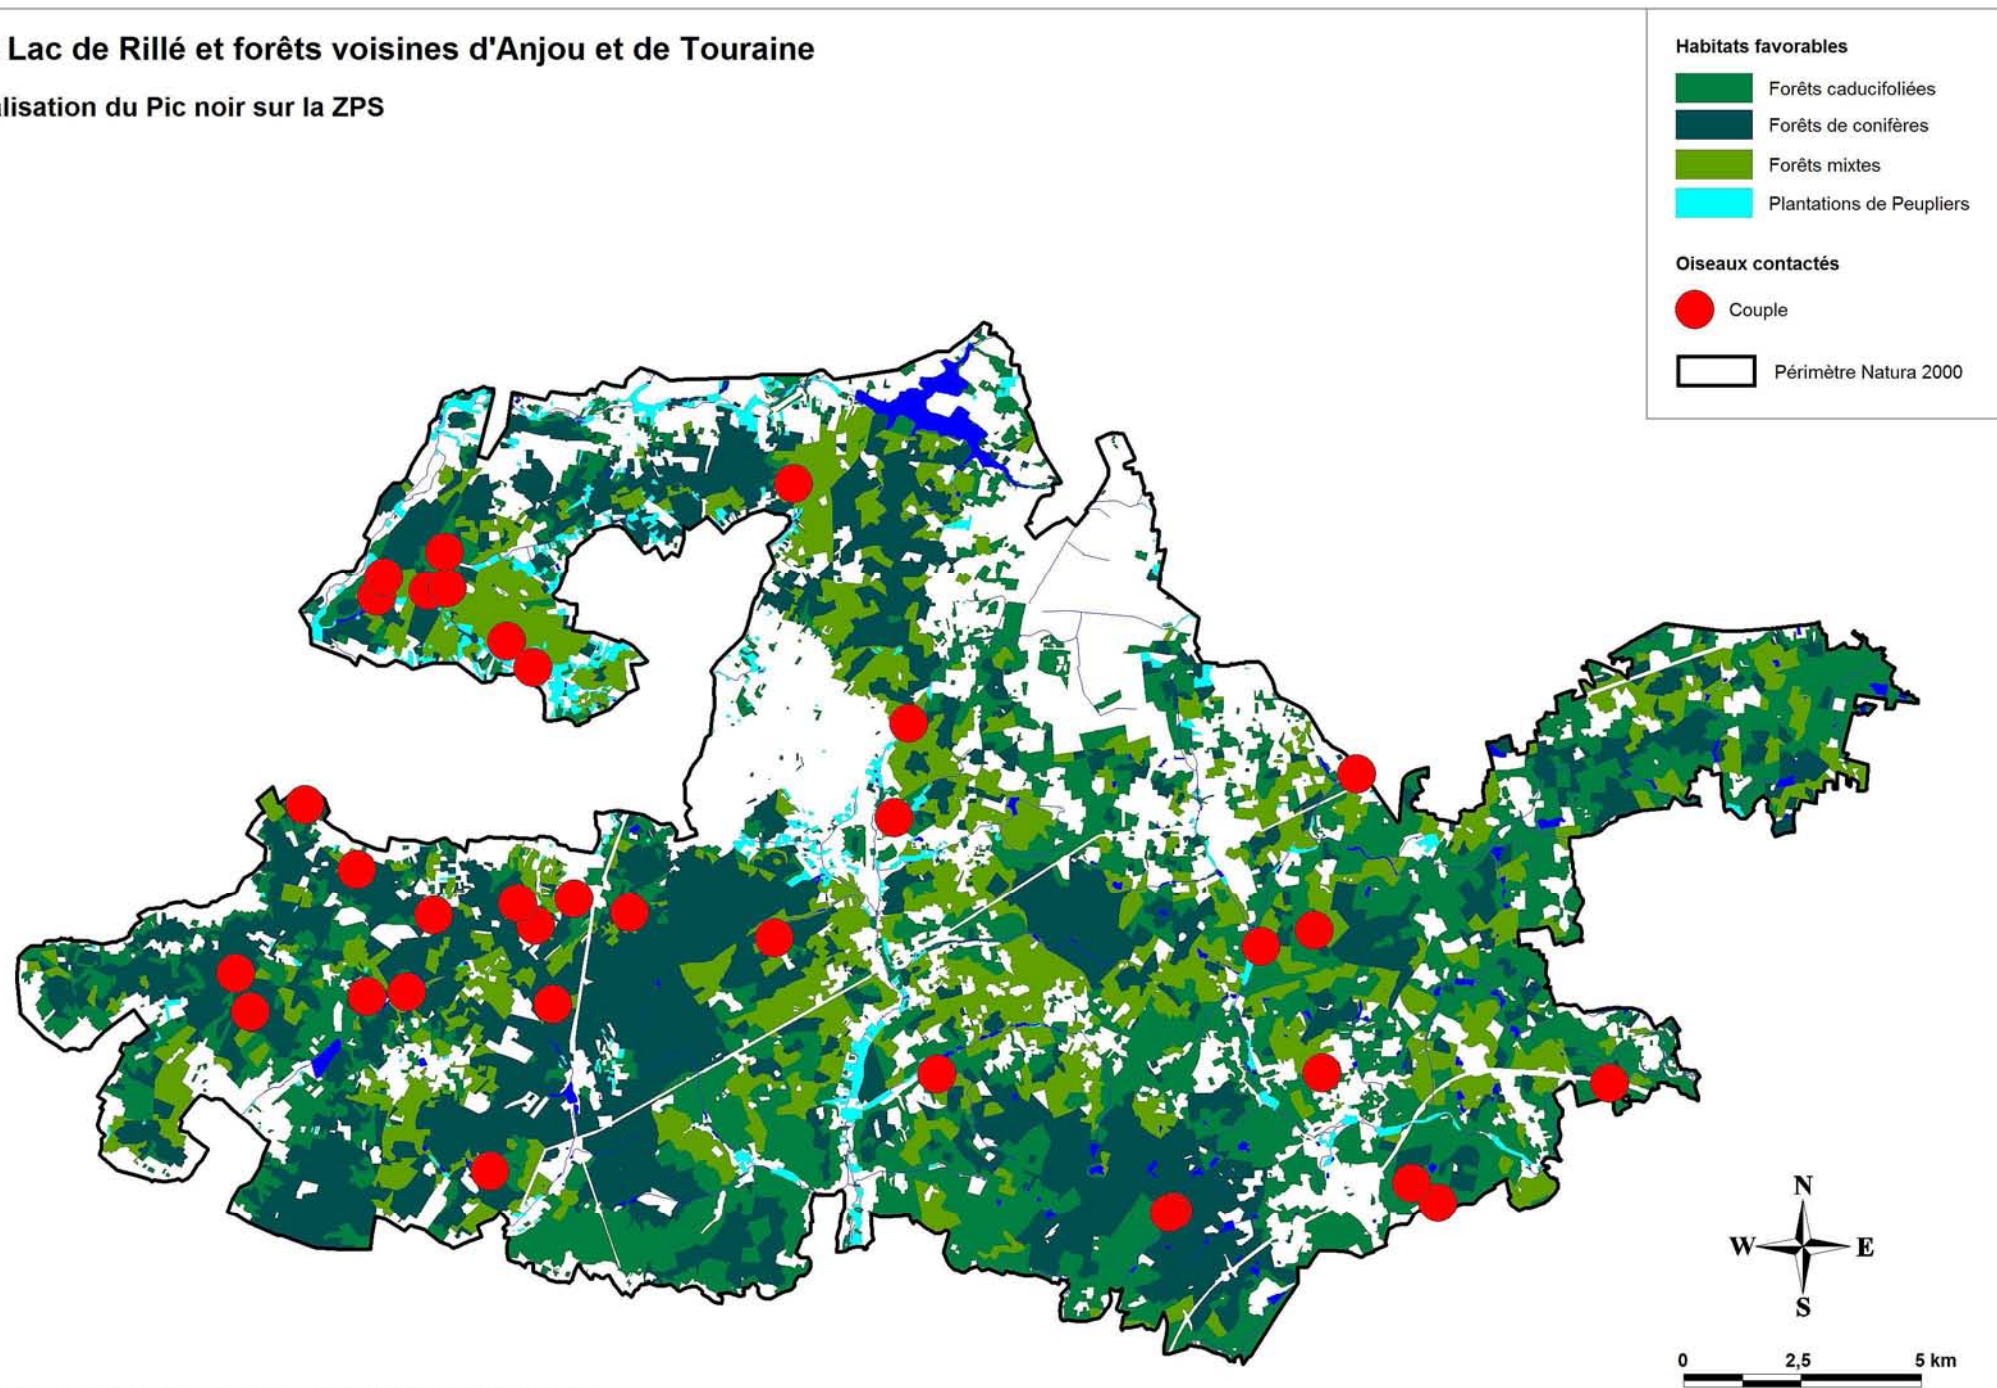 Lac de Rillé et forêts voisines d'Anjou et de Touraine
alisation du Pic noir sur la ZPS
Habitats favorables
Forêts caducifoliées
Forêts de conifères
Forêts mixtes
Plantations de Peupliers
Oiseaux contactés
Couple
Périmètre Natura 2000
N
W E
S
0 2,5 5 km